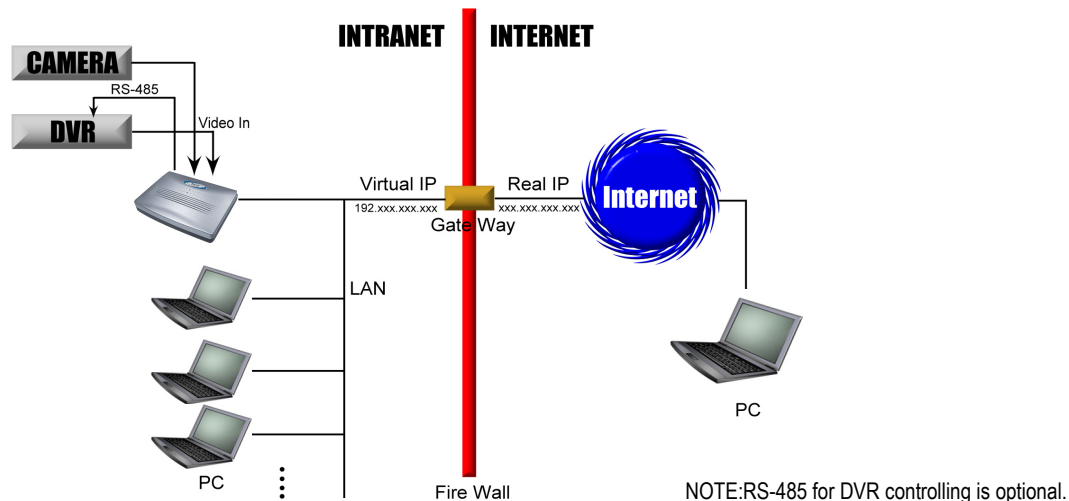 INTRANET
INTERNET
CAMERA
RS-485
DVR
Video In
Virtual IP
Real IP
192.xxx.xxx.xxx
xxx.xxx.xxx.xxx
Gate Way
Internet
LAN
PC
PC
Fire Wall
NOTE:RS-485 for DVR controlling is optional.